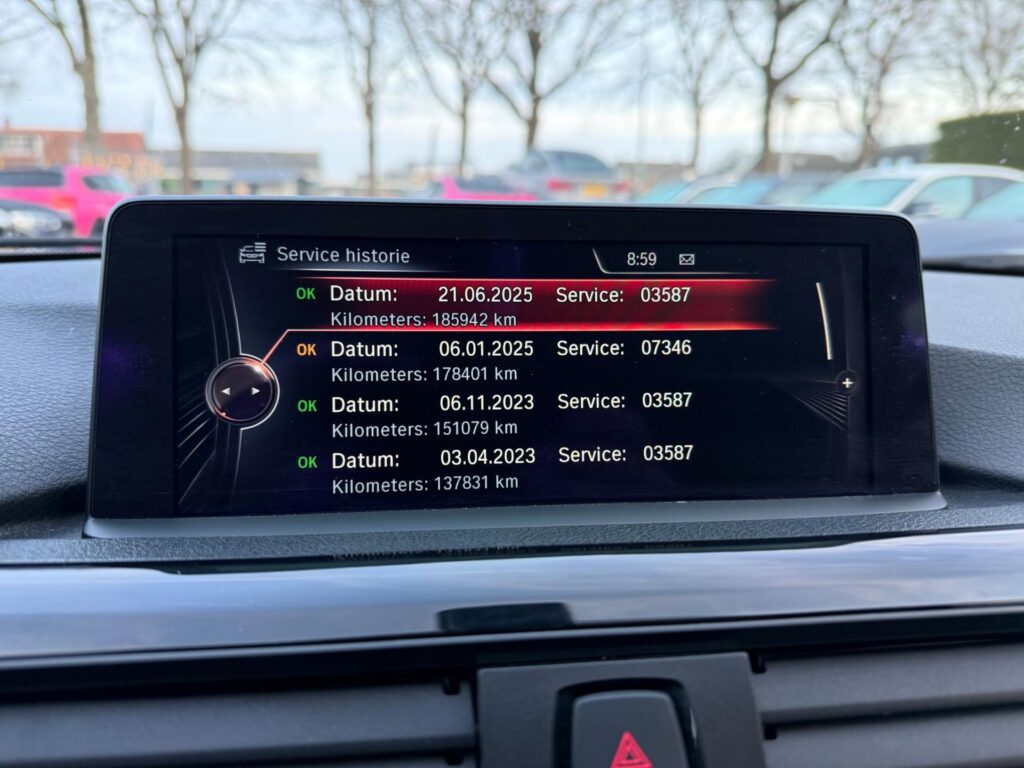 Service historie
8:59
OK Datum: 21.06.2025 Service: 03587
Kilometers: 185942 km
OK Datum: 06.01.2025 Service: 07346
Kilometers: 178401 km
OK Datum: 06.11.2023 Service: 03587
Kilometers: 151079 km
OK Datum: 03.04.2023 Service: 03587
Kilometers: 137831 km